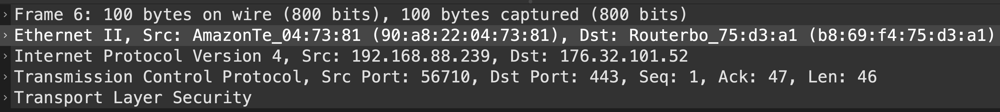 Frame 6: 100 bytes on wire (800 bits), 100 bytes captured (800 bits)
Ethernet II, Src: AmazonTe_04:73:81 (90:a8:22:04:73:81), Dst: Routerbo_75:d3:a1 (b8:69:f4:75:d3:a1)
Internet Protocol Version 4, Src: 192.168.88.239, Dst: 176.32.101.52
Transmission Control Protocol, Src Port: 56710, Dst Port: 443, Seq: 1, Ack: 47, Len: 46
Transport Layer Security